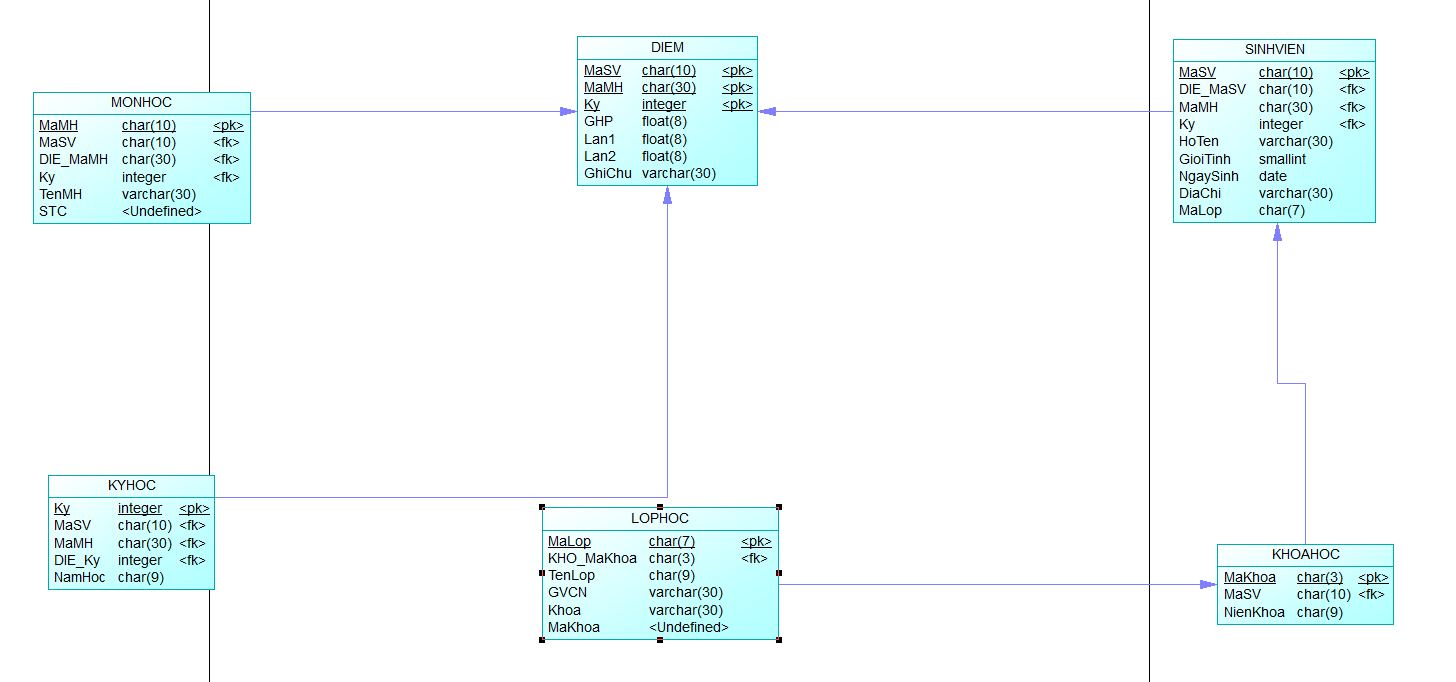 DIEM
MaSV char(10) <pk>
MaMH char(30) <pk>
Ky integer <pk>
GHP float(8)
Lan1 float(8)
Lan2 float(8)
GhiChu varchar(30)
SINHVIEN
MaSV char(10) <pk>
DIE_MaSV char(10) <fk>
MaMH char(30) <fk>
Ky integer <fk>
HoTen varchar(30)
GioiTinh smallint
NgaySinh date
DiaChi varchar(30)
MaLop char(7)
MONHOC
MaMH char(10) <pk>
MaSV char(10) <fk>
DIE_MaMH char(30) <fk>
Ky integer <fk>
TenMH varchar(30)
STC <Undefined>
KYHOC
Ky integer <pk>
MaSV char(10) <fk>
MaMH char(30) <fk>
DIE_Ky integer <fk>
NamHoc char(9)
LOPHOC
MaLop char(7) <pk>
KHO_MaKhoa char(3) <fk>
TenLop char(9)
GVCN varchar(30)
Khoa varchar(30)
MaKhoa <Undefined>
KHOAHOC
MaKhoa char(3) <pk>
MaSV char(10) <fk>
NienKhoa char(9)